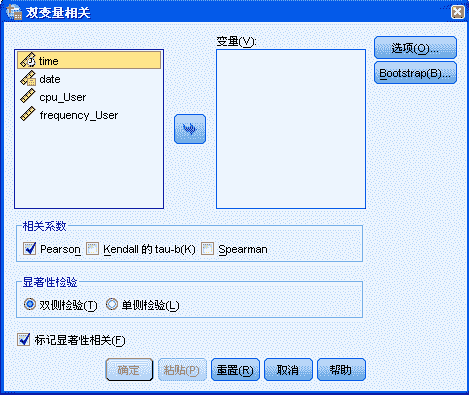 双变量相关
变量(V):
time
date
cpu_User
frequency_User
选项(O)...
Bootstrap(B)...
相关系数
Pearson Kendall 的 tau-b(K) Spearman
显著性检验
双侧检验(T) 单侧检验(L)
标记显著性相关(F)
确定 粘贴(P) 重置(R) 取消 帮助